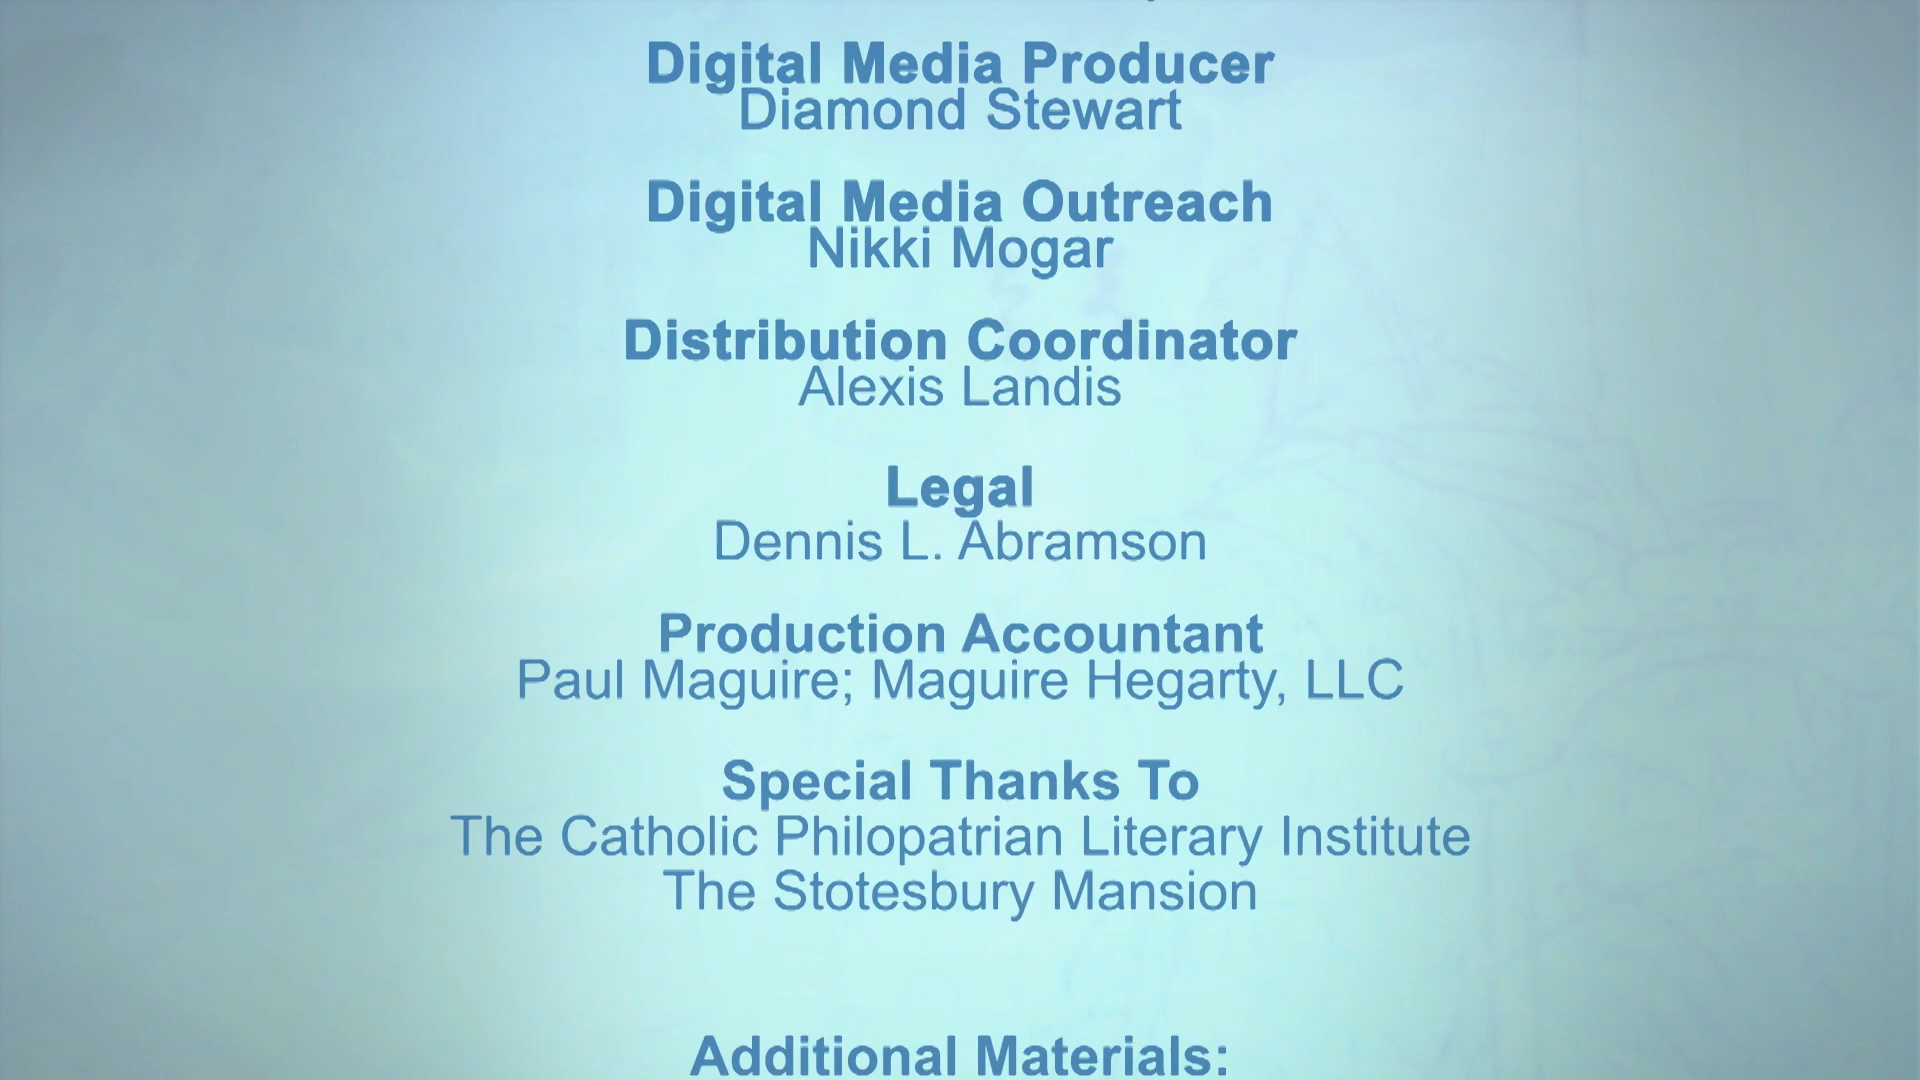 Digital Media Producer
Diamond Stewart
Digital Media Outreach
Nikki Mogar
Distribution Coordinator
Alexis Landis
Legal
Dennis L. Abramson
Production Accountant
Paul Maguire; Maguire Hegarty, LLC
Special Thanks To
The Catholic Philopatrian Literary Institute
The Stotesbury Mansion
Additional Materials: